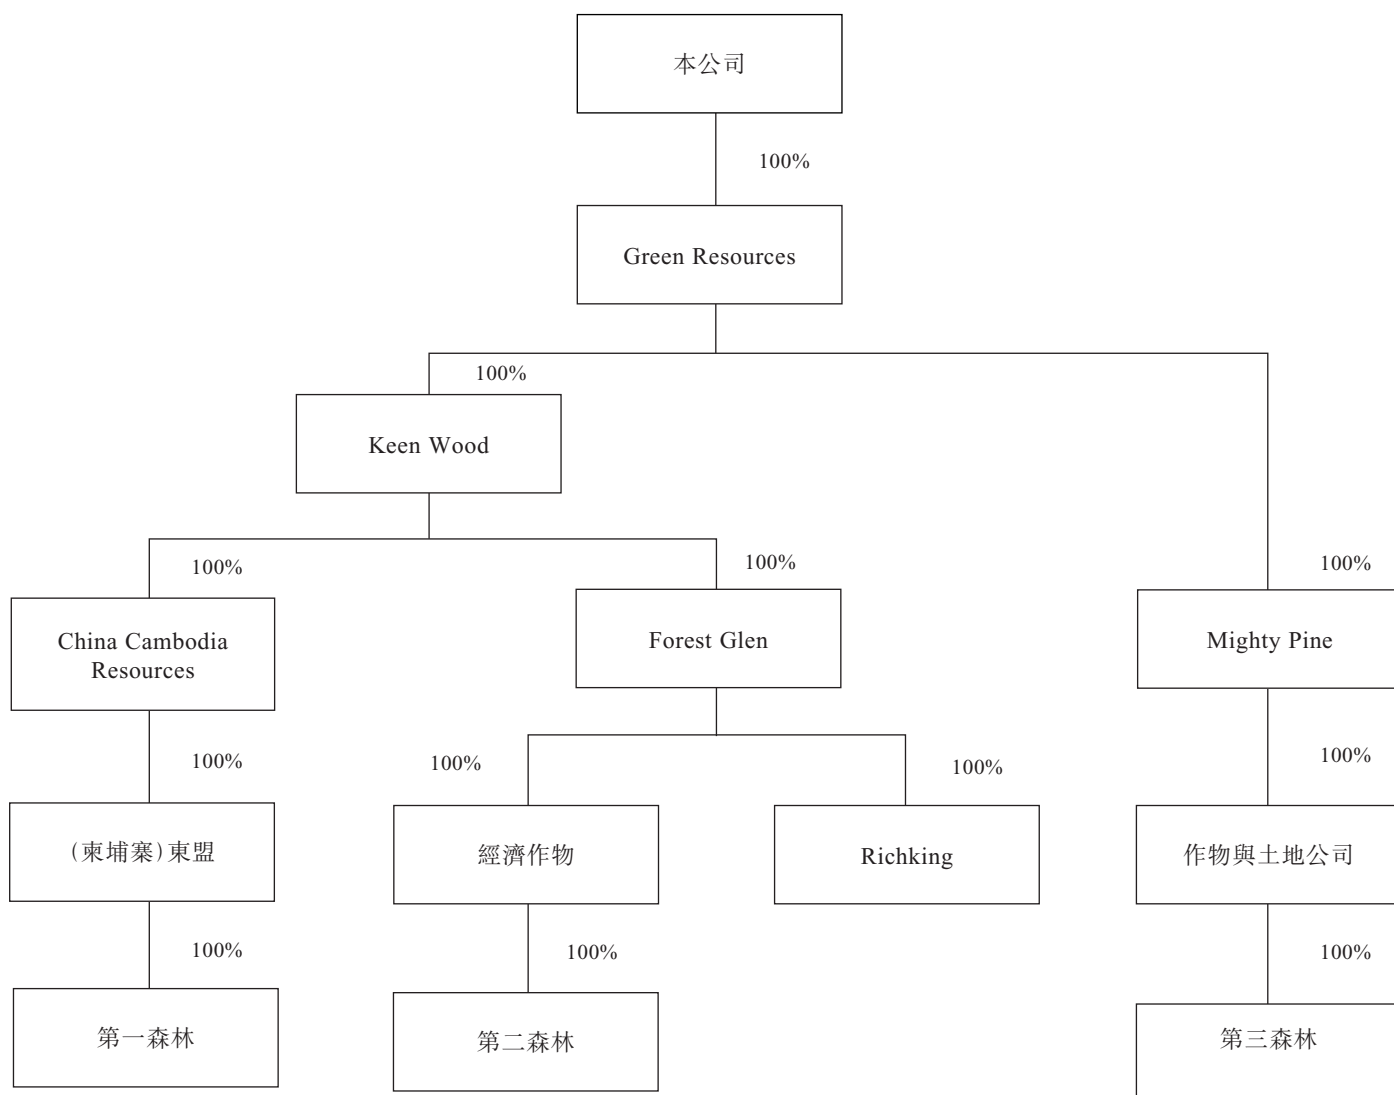 本公司
100%
Green Resources
100%
Keen Wood
100%
100%
100%
China Cambodia
Resources
Forest Glen
Mighty Pine
100%
100%
100%
100%
(柬埔寨)東盟
經濟作物
Richking
作物與土地公司
100%
100%
100%
第一森林
第二森林
第三森林